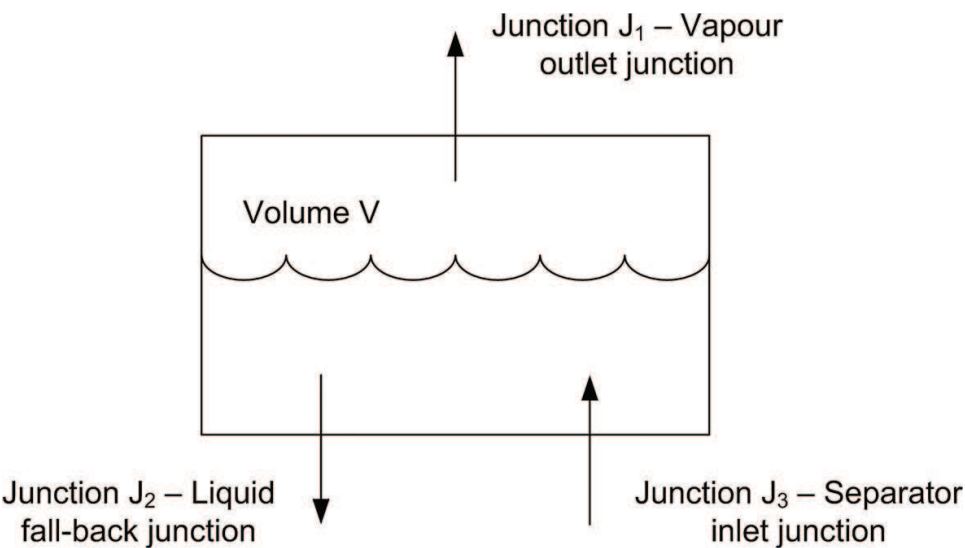 Junction J₁ – Vapour
outlet junction
Volume V
Junction J₂ – Liquid
fall-back junction
Junction J₃ – Separator
inlet junction